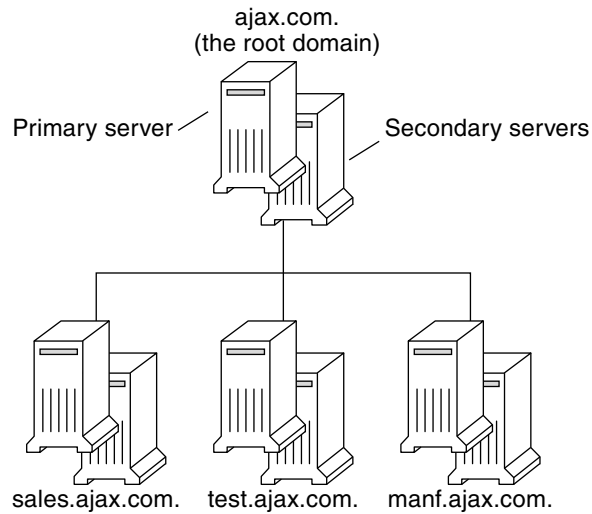 ajax.com.
(the root domain)
Primary server
Secondary servers
sales.ajax.com.
test.ajax.com.
manf.ajax.com.